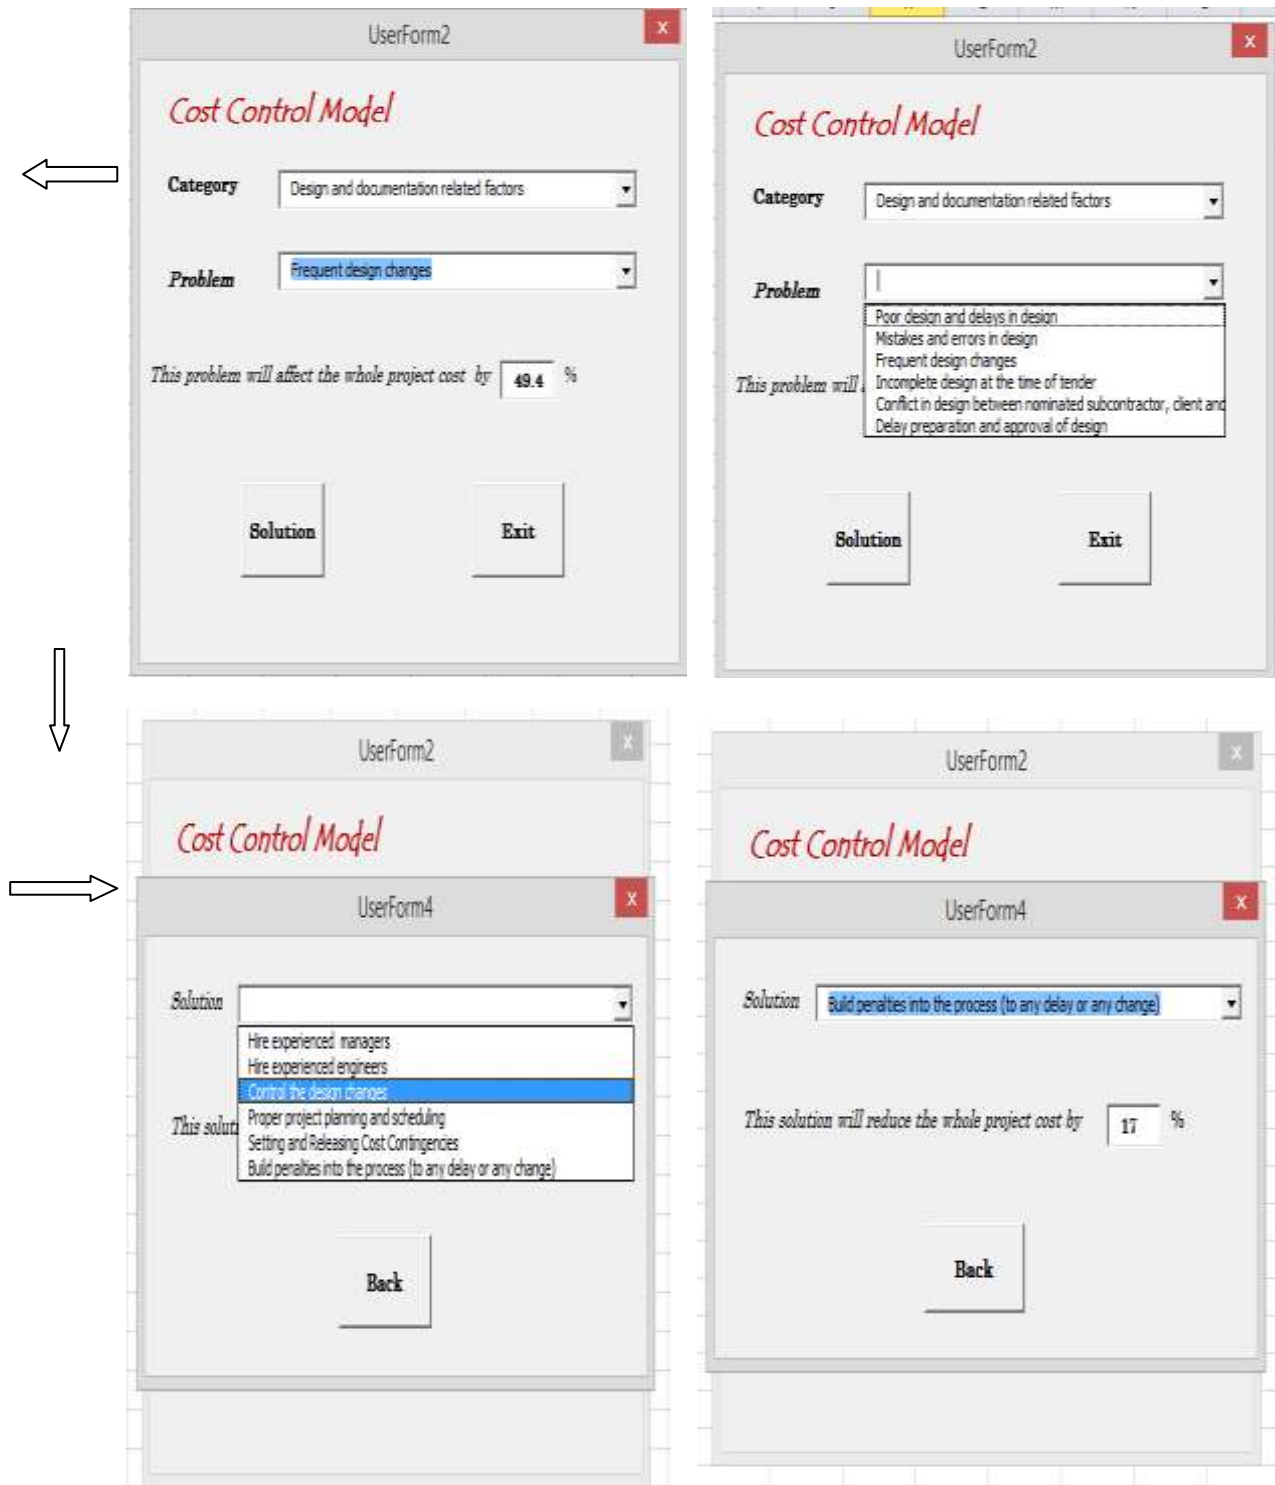 UserForm2
x
Cost Control Model
Category
Design and documentation related factors
Problem
Frequent design changes
This problem will affect the whole project cost by 49.4 %
Solution
Exit
UserForm2
x
Cost Control Model
Category
Design and documentation related factors
Problem
Poor design and delays in design
Mistakes and errors in design
Frequent design changes
Incomplete design at the time of tender
Conflict in design between nominated subcontractor, client and
Delay preparation and approval of design
This problem will
Solution
Exit
UserForm2
x
Cost Control Model
UserForm4
x
Solution
Hire experienced managers
Hire experienced engineers
Control the design changes
Proper project planning and scheduling
Setting and Releasing Cost Contingencies
Build penalties into the process (to any delay or any change)
This solut
Back
UserForm2
x
Cost Control Model
UserForm4
x
Solution
Build penalties into the process (to any delay or any change)
This solution will reduce the whole project cost by 17 %
Back